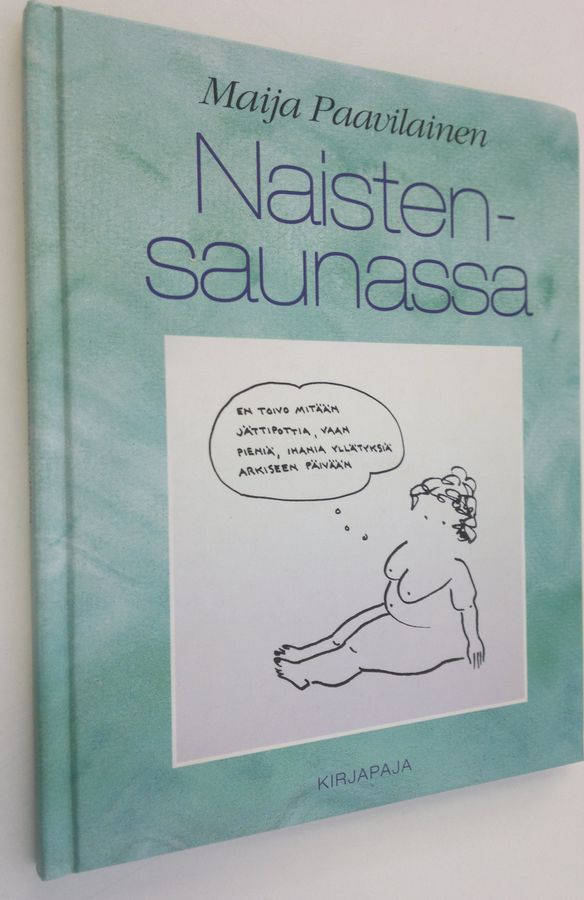 Maija Paavilainen
Naisten-
saunassa
EN TOIVO MITÄÄN
JÄTTIPOTTIA, VAAN
PIENIÄ, IHANIA YLLÄTYKSIÄ
ARKISEEN PÄIVÄÄN
KIRJAPAJA